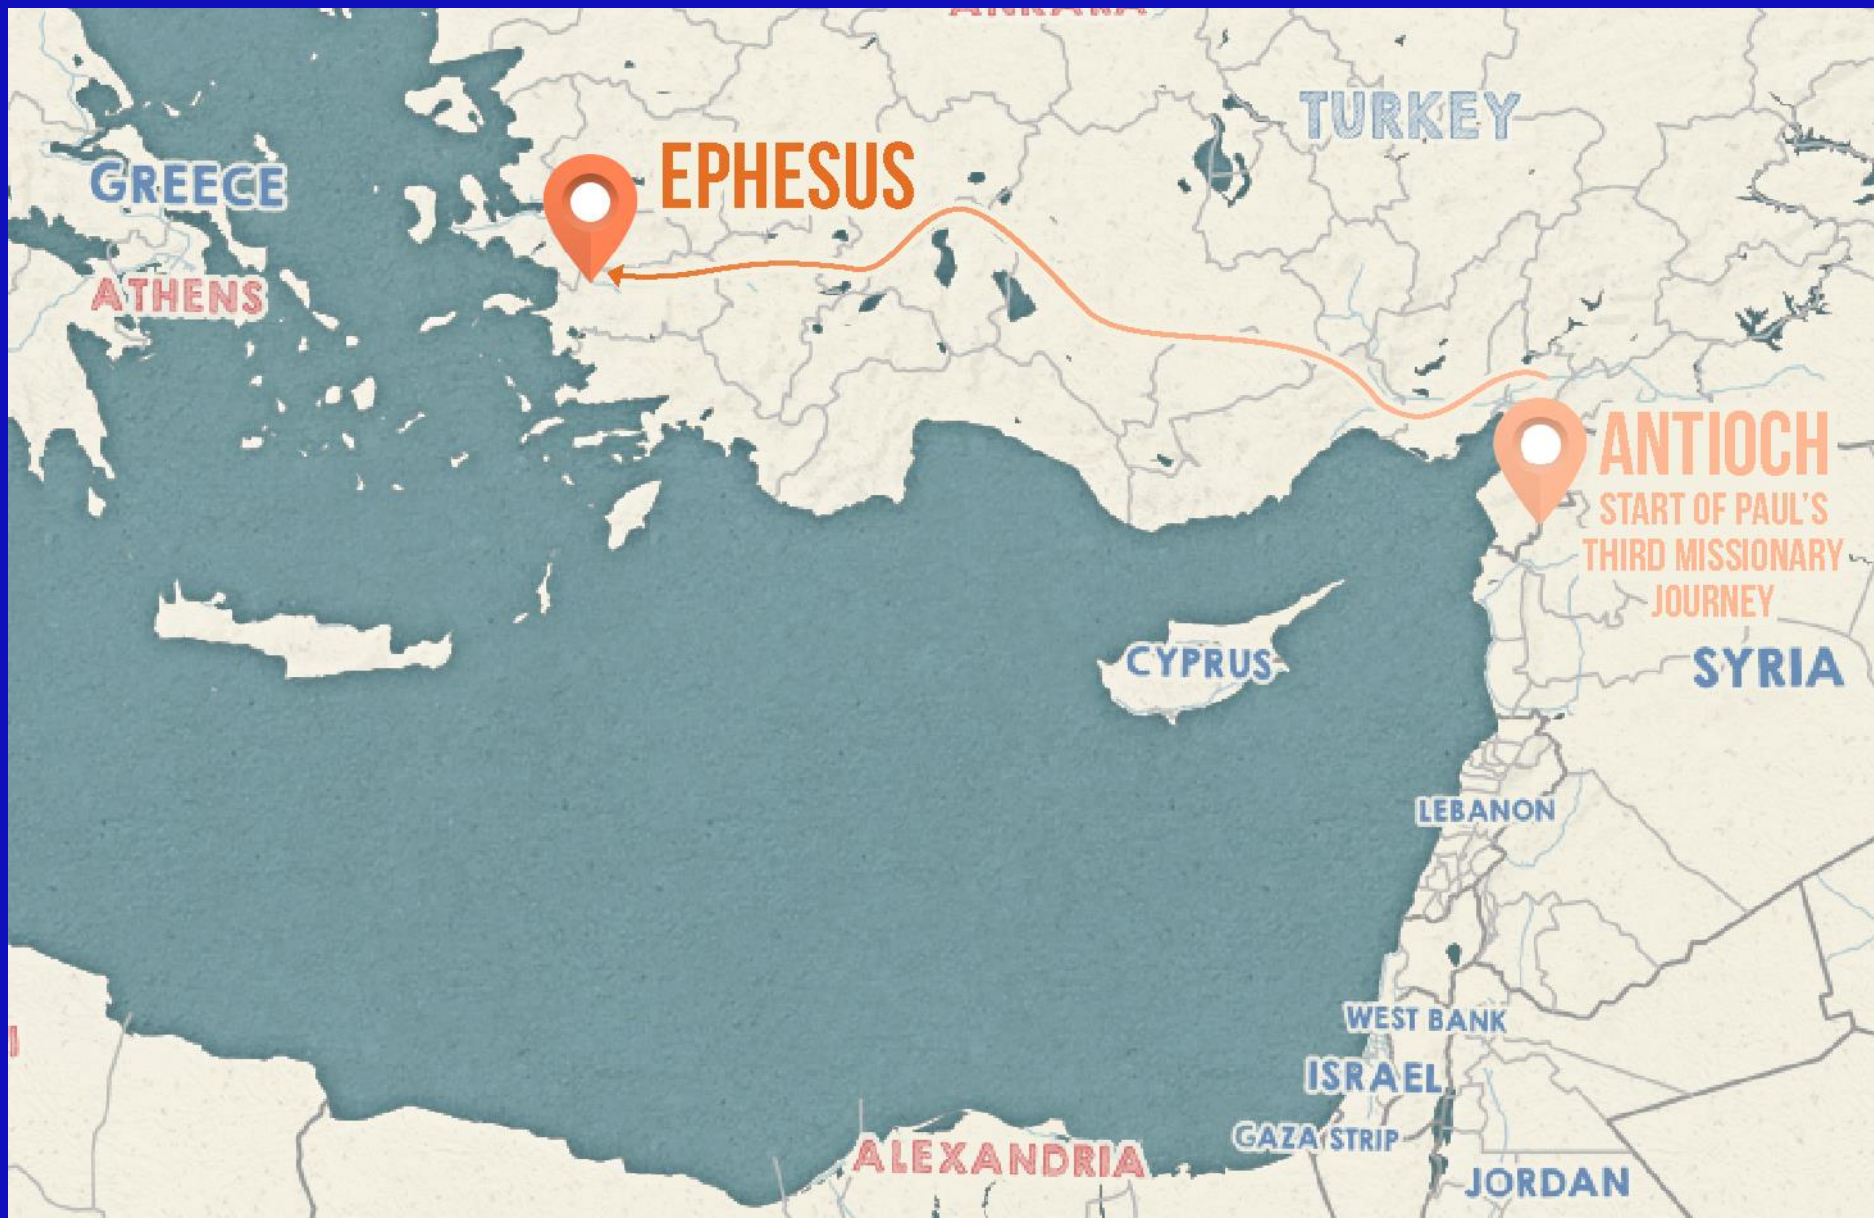 ANKARA
TURKEY
EPHESUS
GREECE
ATHENS
ANTIOCH
START OF PAUL'S
THIRD MISSIONARY
JOURNEY
CYPRUS
SYRIA
LEBANON
WEST BANK
ISRAEL
GAZA STRIP
ALEXANDRIA
JORDAN